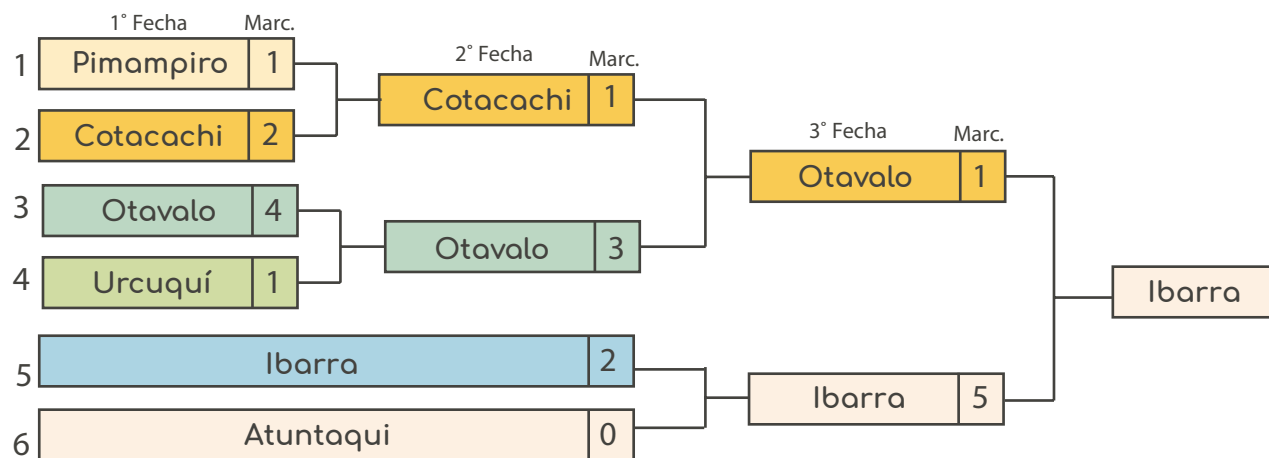 1° Fecha Marc.
1 Pimampiro 1
2 Cotacachi 2
3 Otavalo 4
4 Urcuquí 1
2° Fecha Marc.
Cotacachi 1
Otavalo 3
5 Ibarra 2
6 Atuntaqui 0
3° Fecha Marc.
Otavalo 1
Ibarra 5
Ibarra